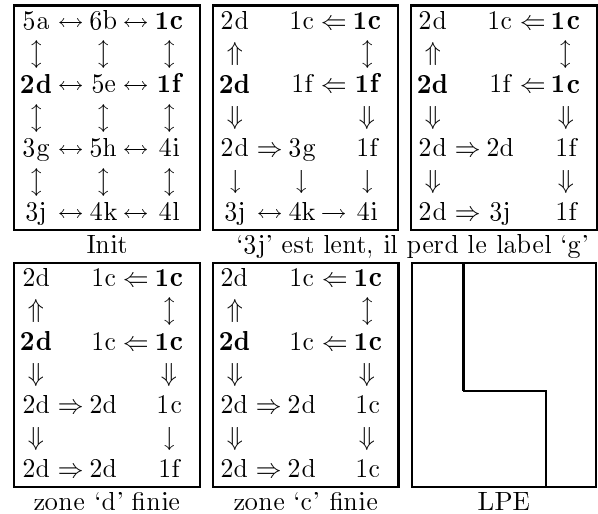 5a ↔ 6b ↔ 1c 2d 1c ⇐ 1c 2d 1c ⇐ 1c
↕ ↕ ↕ ⇑ ↕ ⇑ ↕
2d ↔ 5e ↔ 1f 2d 1f ⇐ 1f 2d 1f ⇐ 1c
↕ ↕ ↕ ⇓ ⇓ ⇓ ⇓
3g ↔ 5h ↔ 4i 2d ⇒ 3g 1f 2d ⇒ 2d 1f
↕ ↕ ↕ ↓ ↓ ↓ ⇓ ⇓
3j ↔ 4k ↔ 4l 3j ↔ 4k → 4i 2d ⇒ 3j 1f
Init ‘3j’ est lent, il perd le label ‘g’
2d 1c ⇐ 1c 2d 1c ⇐ 1c
⇑ ↕ ⇑ ↕
2d 1c ⇐ 1c 2d 1c ⇐ 1c
⇓ ⇓ ⇓ ⇓
2d ⇒ 2d 1c 2d ⇒ 2d 1c
⇓ ↓ ⇓ ⇓
2d ⇒ 2d 1f 2d ⇒ 2d 1c
zone ‘d’ finie zone ‘c’ finie LPE